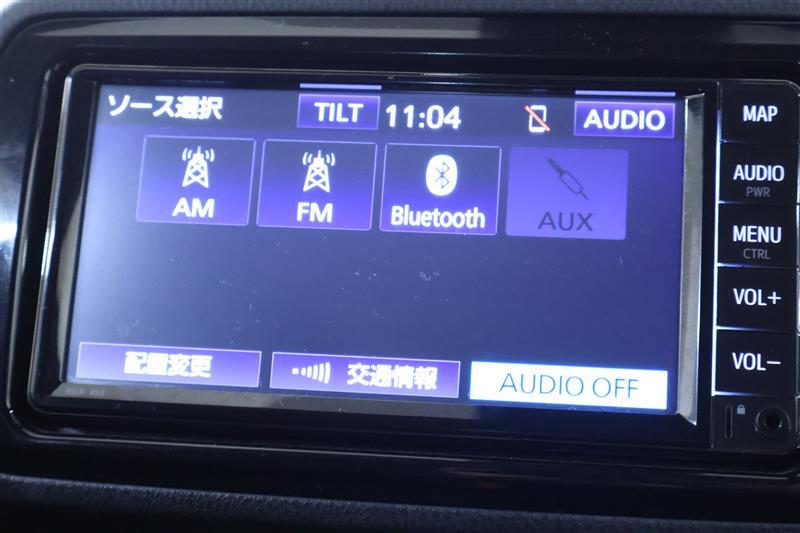 ソース選択 TILT 11:04 AUDIO
AM
FM
Bluetooth
AUX
配置変更
交通情報
AUDIO OFF
MAP
AUDIO
PWR
MENU
CTRL
VOL+
VOL−